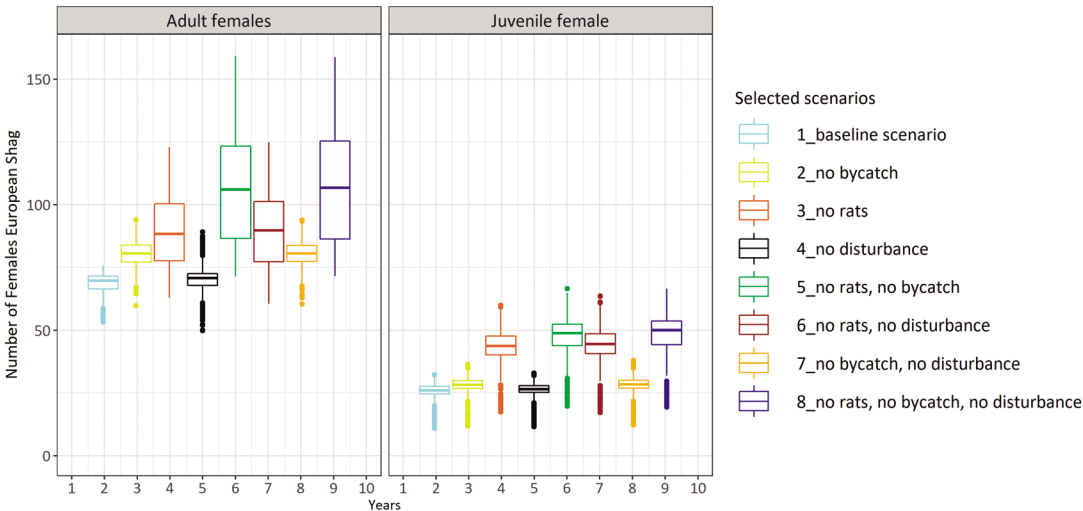 Adult females
Juvenile female
Number of Females European Shag
150
100
50
0
1 2 3 4 5 6 7 8 9 10
1 2 3 4 5 6 7 8 9 10
Years
Selected scenarios
1_baseline scenario
2_no bycatch
3_no rats
4_no disturbance
5_no rats, no bycatch
6_no rats, no disturbance
7_no bycatch, no disturbance
8_no rats, no bycatch, no disturbance